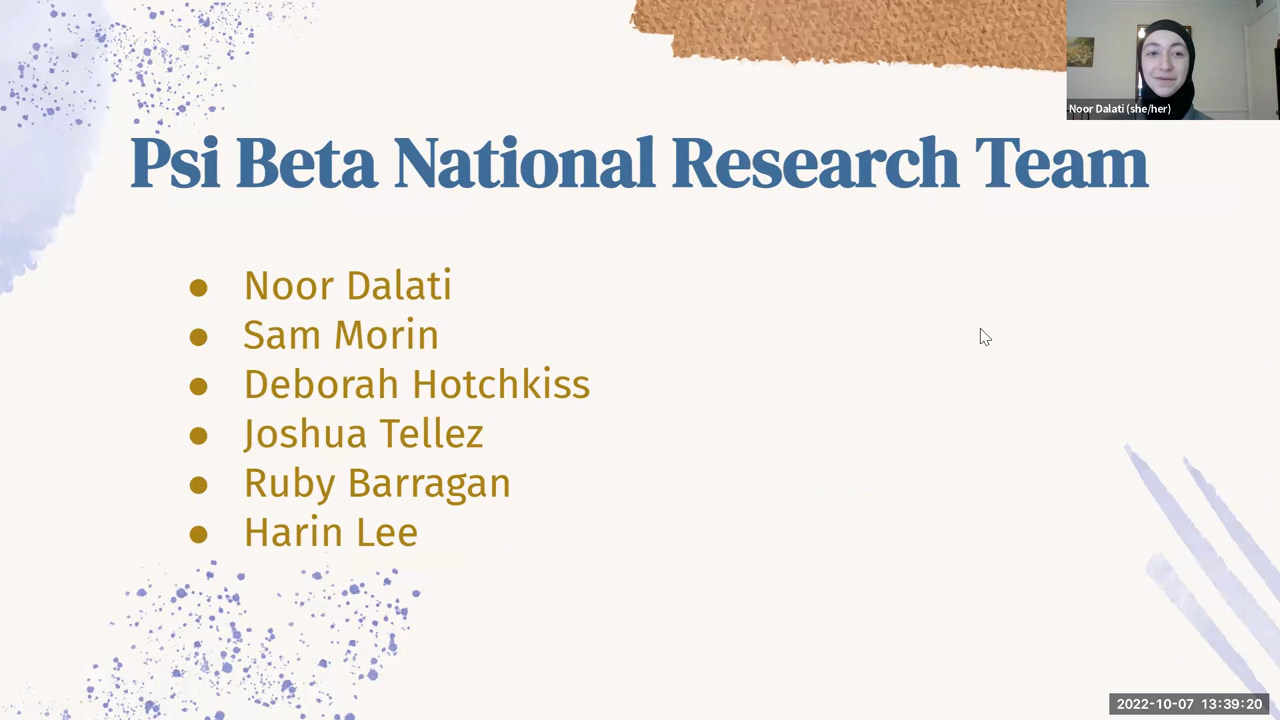 Noor Dalati (she/her)
Psi Beta National Research Team
● Noor Dalati
● Sam Morin
● Deborah Hotchkiss
● Joshua Tellez
● Ruby Barragan
● Harin Lee
2022-10-07 13:39:20